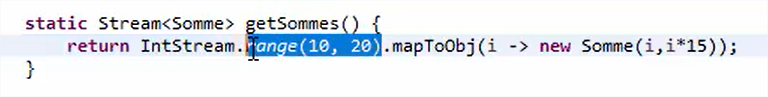 static Stream<Somme> getSommes() {
return IntStream.range(10, 20).mapToObj(i -> new Somme(i,i*15));
}